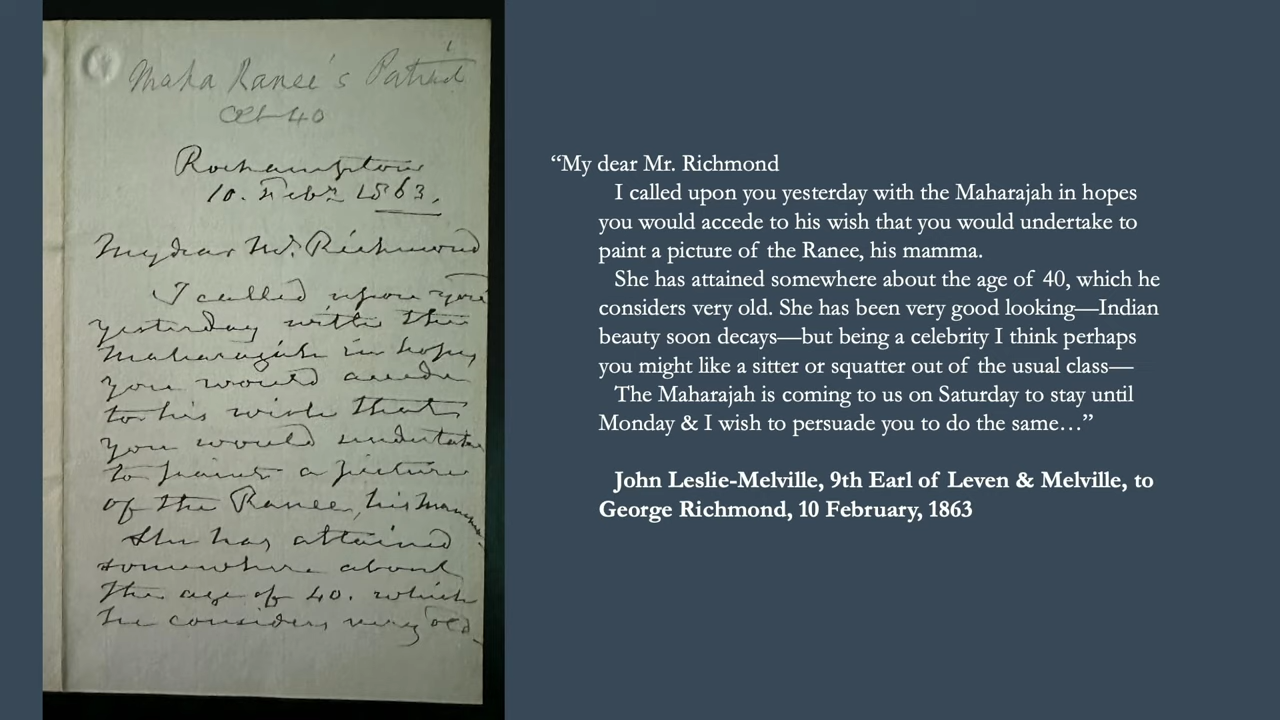 1
Maha Ranee's Portrait
Æt 40
Roehampton
10. Feby 1863.
My dear Mr. Richmond
I called upon you
yesterday with the
Maharajah in hopes
you would accede
to his wish that
you would undertake
to paint a picture
of the Ranee, his mamma.
She has attained
somewhere about
the age of 40. which
he considers very old.
“My dear Mr. Richmond
I called upon you yesterday with the Maharajah in hopes
you would accede to his wish that you would undertake to
paint a picture of the Ranee, his mamma.
She has attained somewhere about the age of 40, which he
considers very old. She has been very good looking—Indian
beauty soon decays—but being a celebrity I think perhaps
you might like a sitter or squatter out of the usual class—
The Maharajah is coming to us on Saturday to stay until
Monday & I wish to persuade you to do the same…”
John Leslie-Melville, 9th Earl of Leven & Melville, to
George Richmond, 10 February, 1863